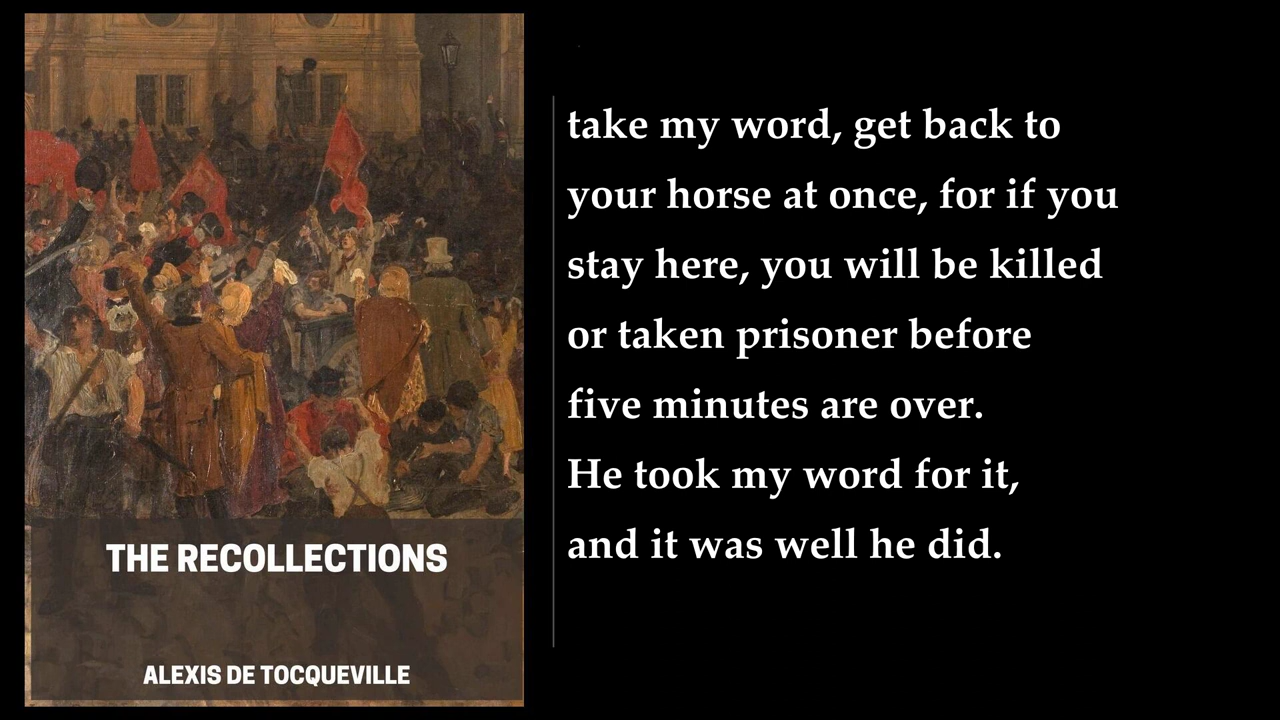 THE RECOLLECTIONS
ALEXIS DE TOCQUEVILLE
take my word, get back to
your horse at once, for if you
stay here, you will be killed
or taken prisoner before
five minutes are over.
He took my word for it,
and it was well he did.